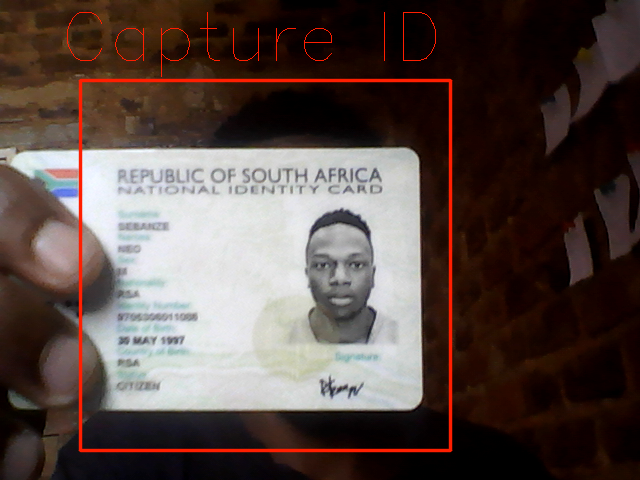 Capture ID
REPUBLIC OF SOUTH AFRICA
NATIONAL IDENTITY CARD
Surname
SEBANZE
Names
NEO
Sex
M
Nationality
RSA
Identity Number
Date of Birth
30 MAY 1997
Country of Birth
RSA
Status
CITIZEN
Signature